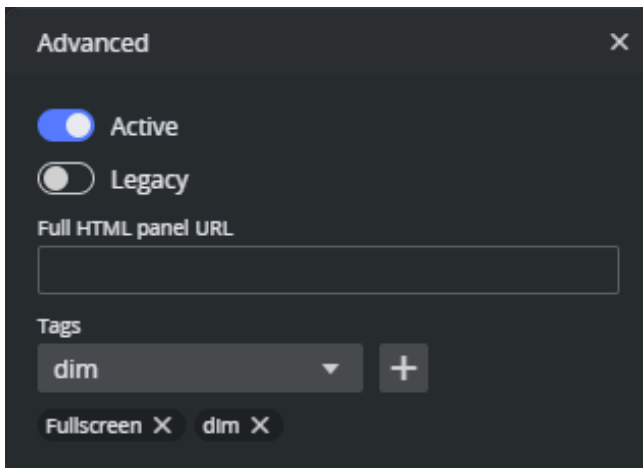 Advanced
Active
Legacy
Full HTML panel URL
Tags
dim
Fullscreen dim